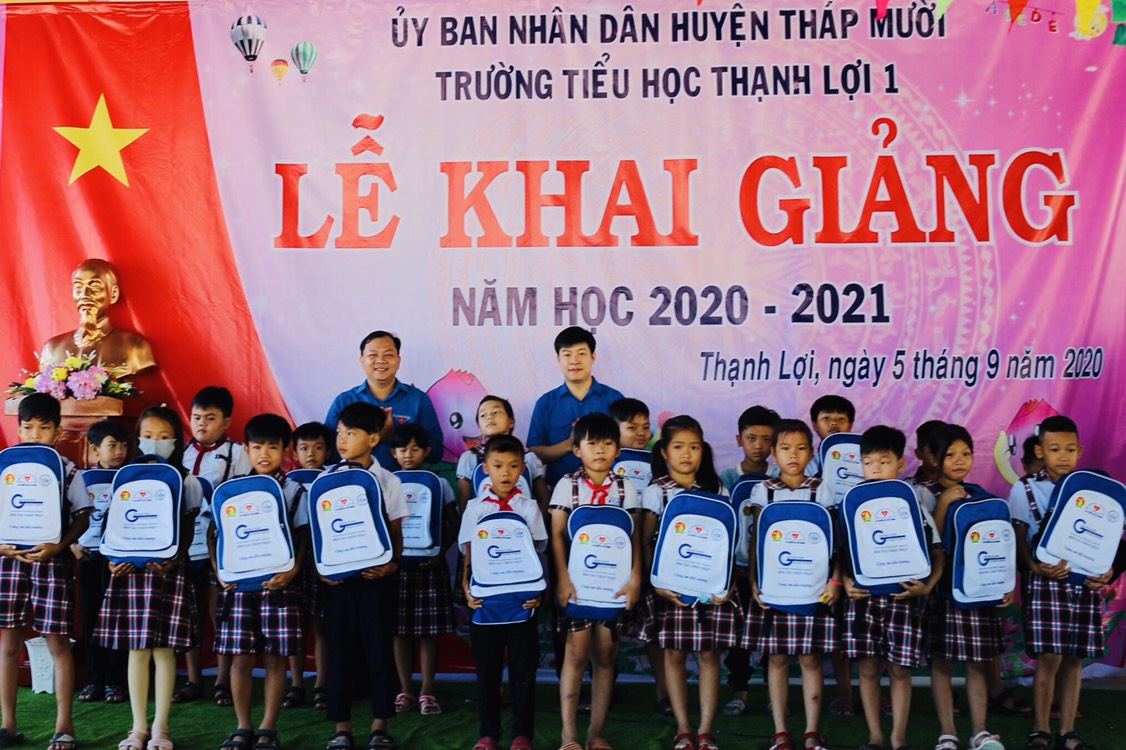 ỦY BAN NHÂN DÂN HUYỆN THÁP MƯỜI
TRƯỜNG TIỂU HỌC THẠNH LỢI 1
LỄ KHAI GIẢNG
NĂM HỌC 2020 - 2021
Thạnh Lợi, ngày 5 tháng 9 năm 2020